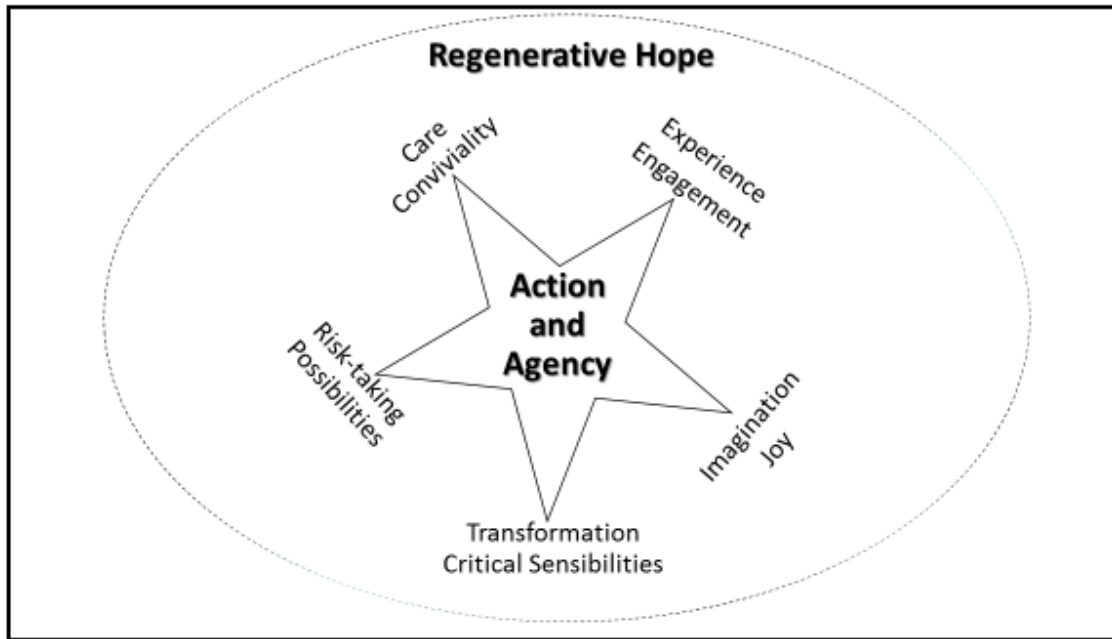 Regenerative Hope
Care
Conviviality
Experience
Engagement
Action
and
Agency
Risk-taking
Possibilities
Imagination
Joy
Transformation
Critical Sensibilities